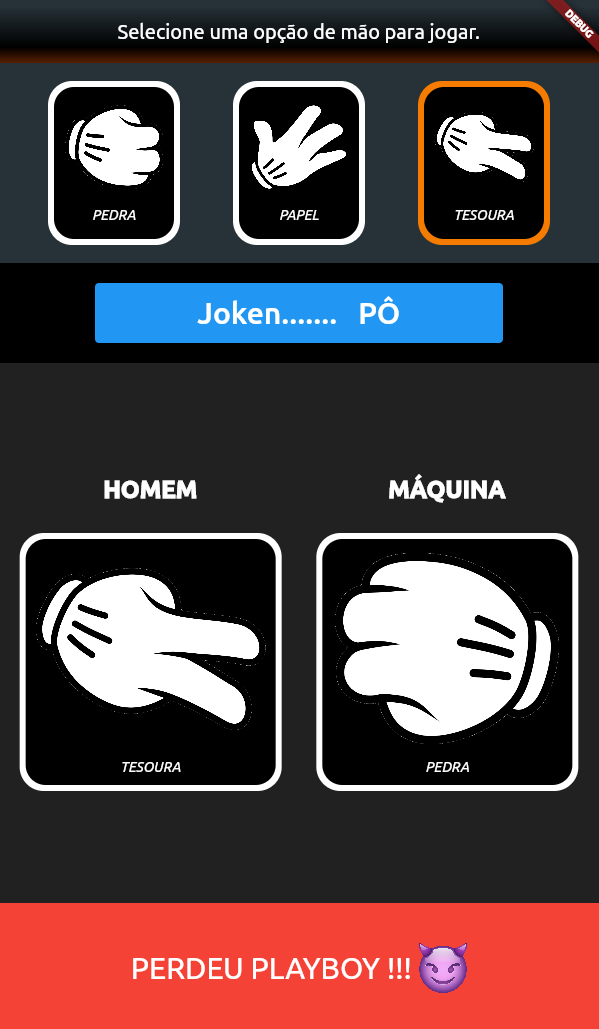 Selecione uma opção de mão para jogar.
DEBUG
PEDRA
PAPEL
TESOURA
Joken....... PÔ
HOMEM
MÁQUINA
TESOURA
PEDRA
PERDEU PLAYBOY !!! 😈